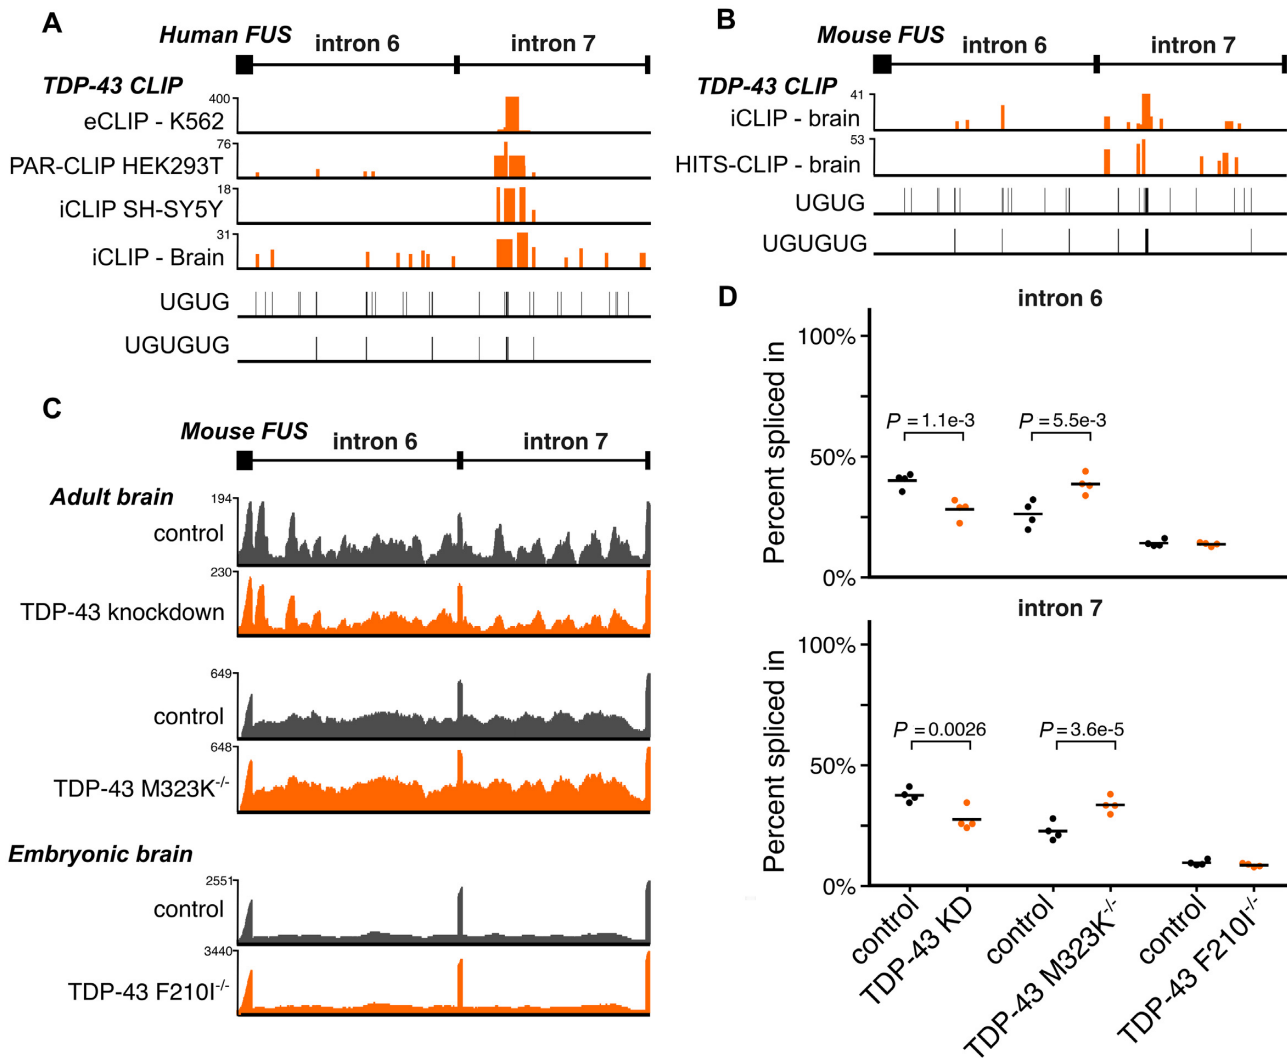 A
Human FUS
intron 6
intron 7
TDP-43 CLIP
400
eCLIP - K562
76
PAR-CLIP HEK293T
18
iCLIP SH-SY5Y
31
iCLIP - Brain
UGUG
UGUGUG
B
Mouse FUS
intron 6
intron 7
TDP-43 CLIP
41
iCLIP - brain
53
HITS-CLIP - brain
UGUG
UGUGUG
C
Mouse FUS
intron 6
intron 7
Adult brain
194
control
230
TDP-43 knockdown
649
control
648
TDP-43 M323K-/-
Embryonic brain
2551
control
3440
TDP-43 F210I-/-
D
intron 6
Percent spliced in
100%
50%
0%
P = 1.1e-3
P = 5.5e-3
intron 7
Percent spliced in
100%
50%
0%
P = 0.0026
P = 3.6e-5
control
TDP-43 KD
control
TDP-43 M323K-/-
control
TDP-43 F210I-/-